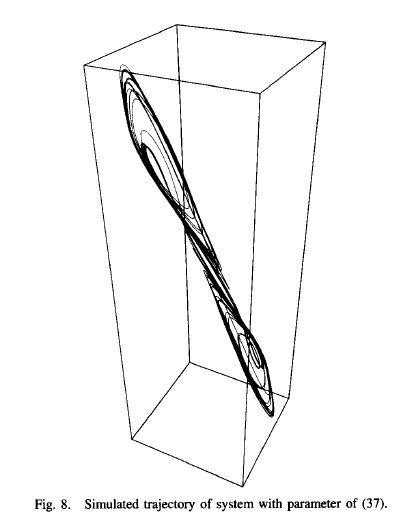 Fig. 8. Simulated trajectory of system with parameter of (37).